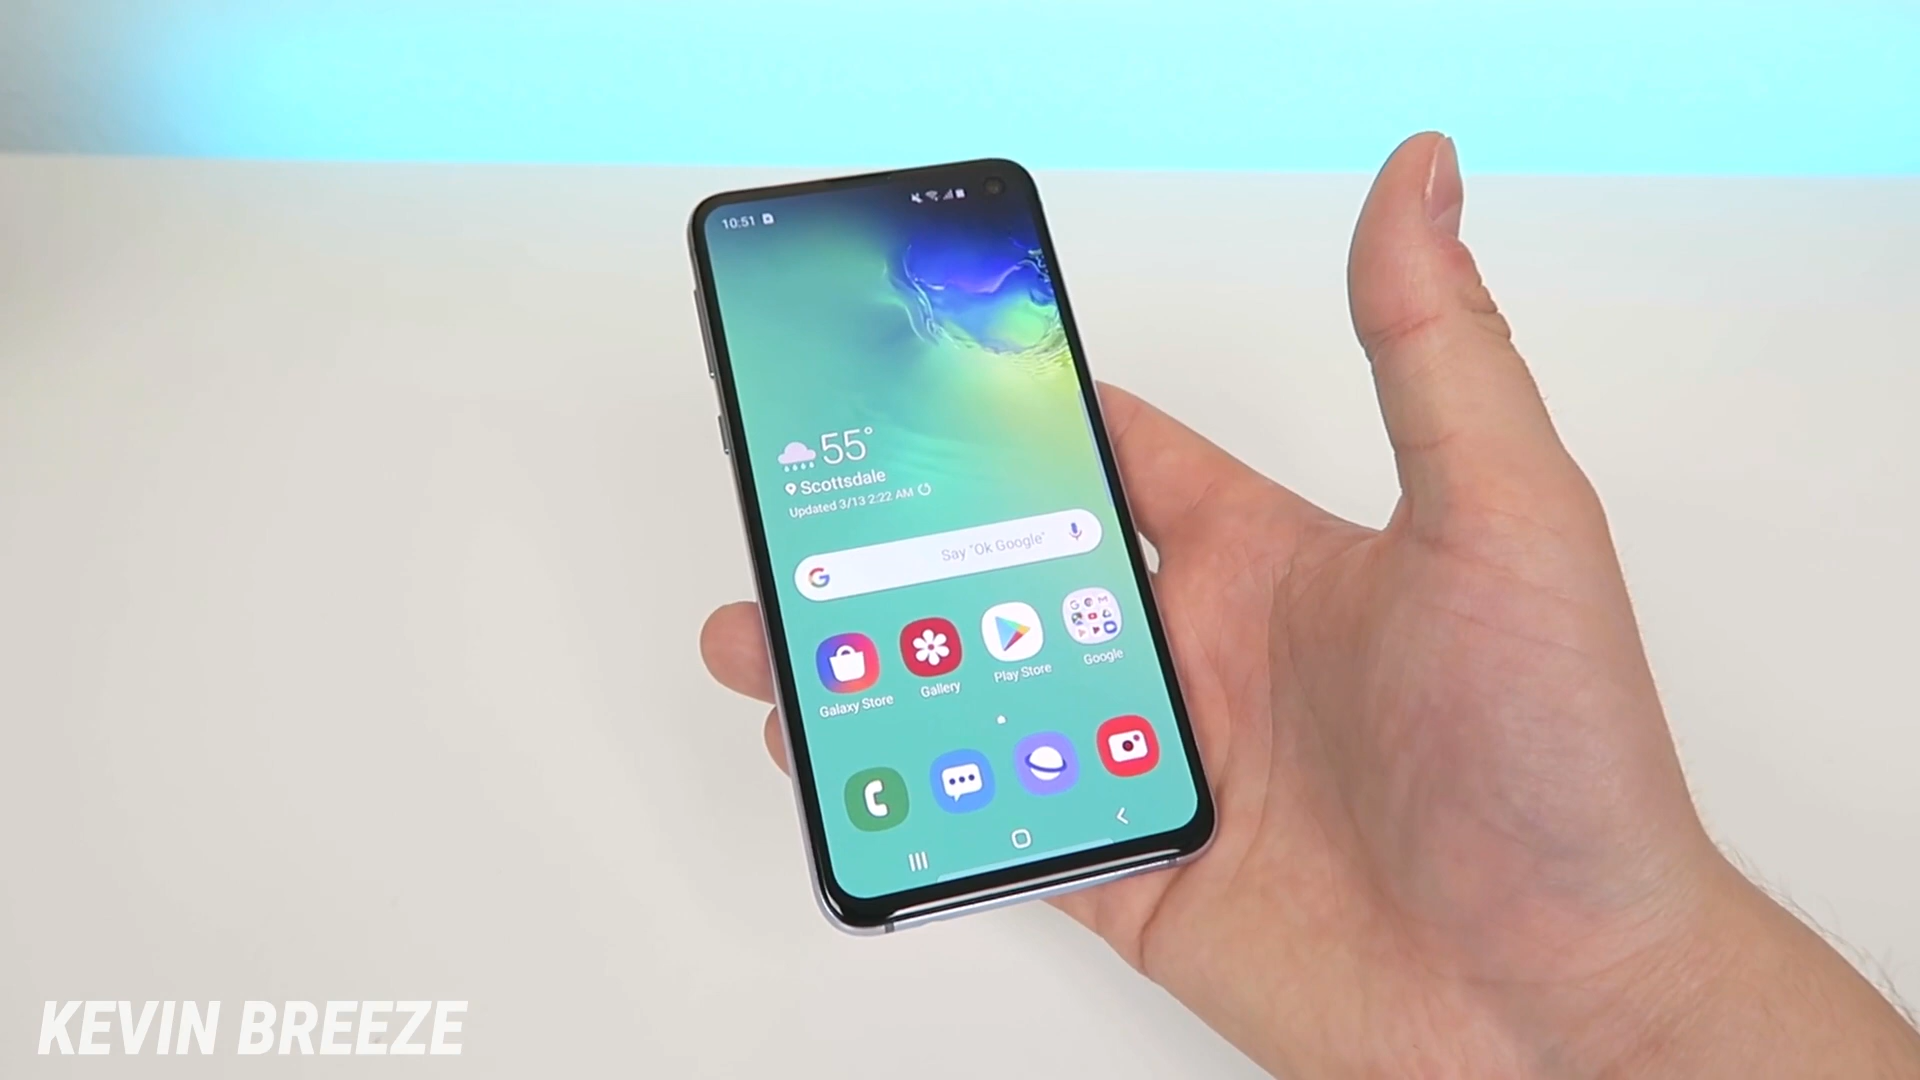 10:51
55°
Scottsdale
Updated 3/13 2:22 AM
G Say "Ok Google"
Galaxy Store
Gallery
Play Store
Google
KEVIN BREEZE